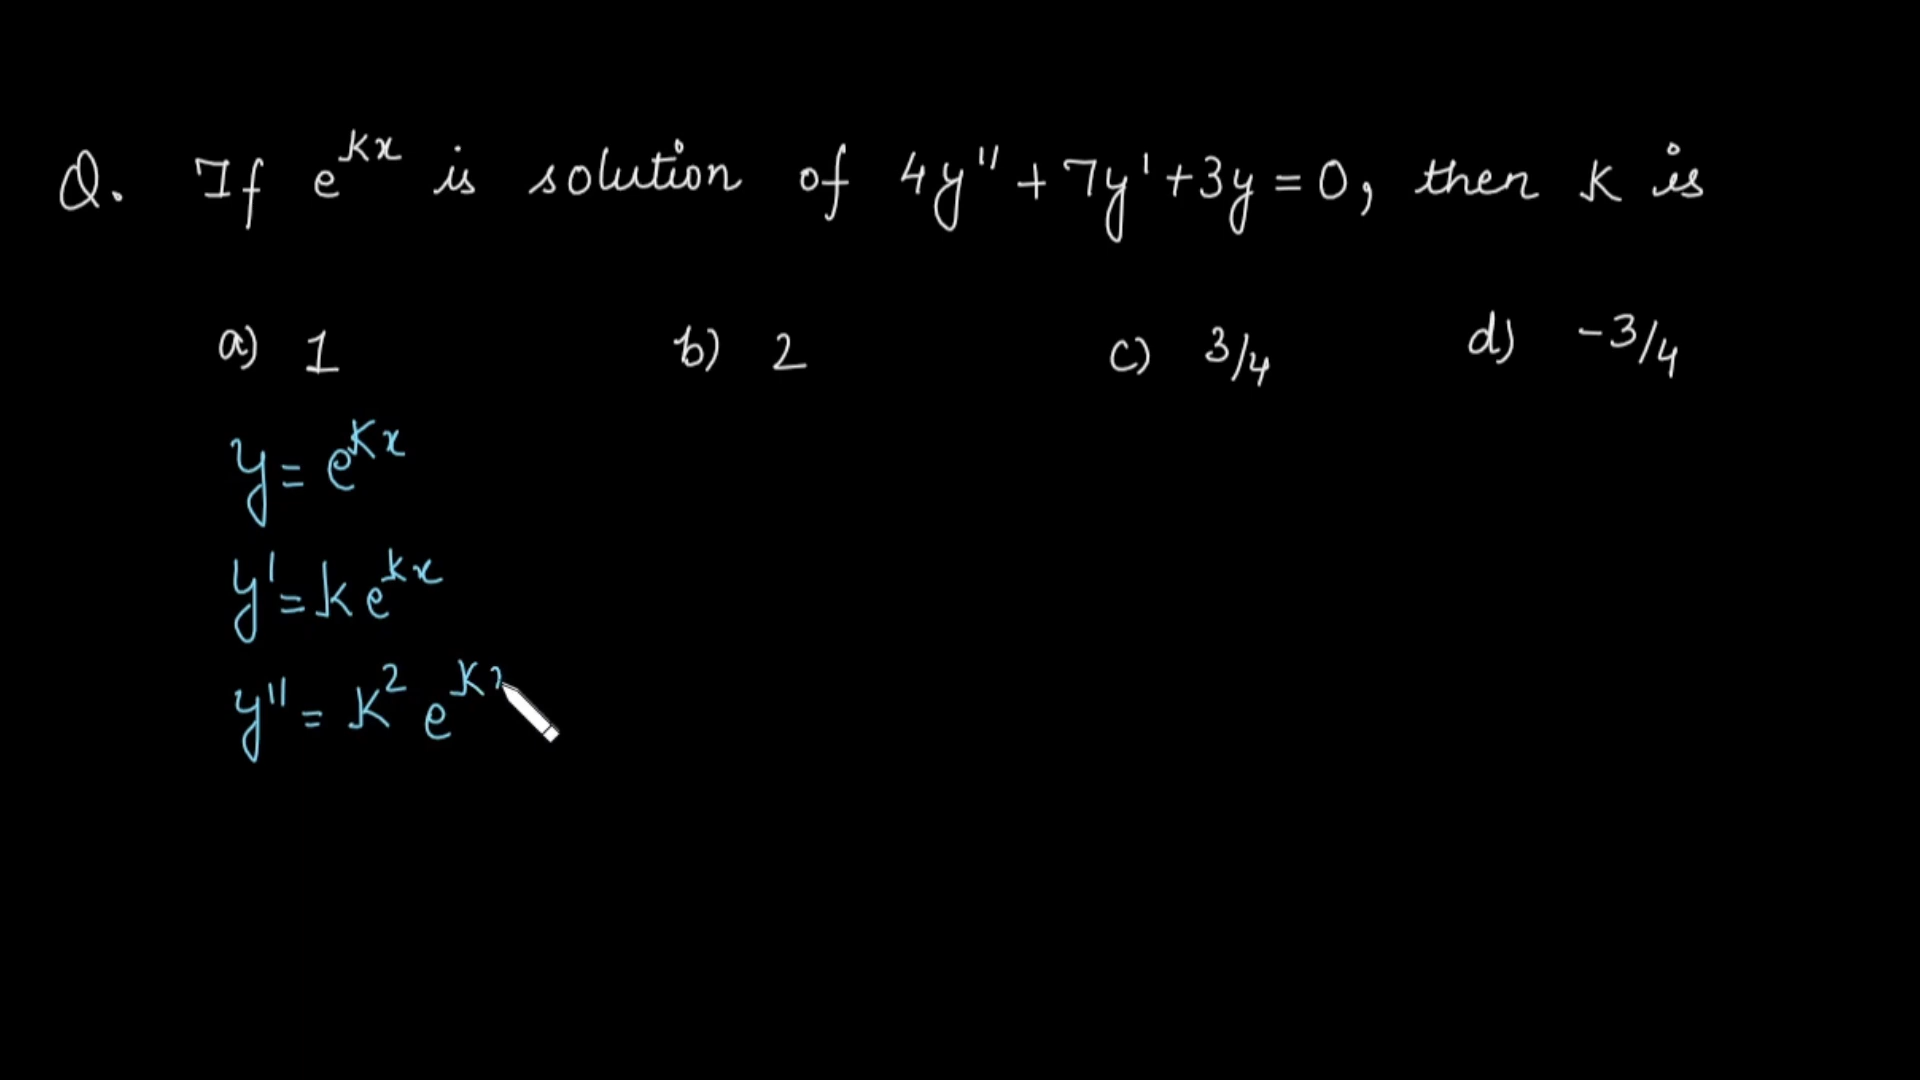 Q. If e^kx is solution of 4y'' + 7y' + 3y = 0, then k is
a) 1 b) 2 c) 3/4 d) -3/4
y = e^kx
y' = k e^kx
y'' = k^2 e^kx